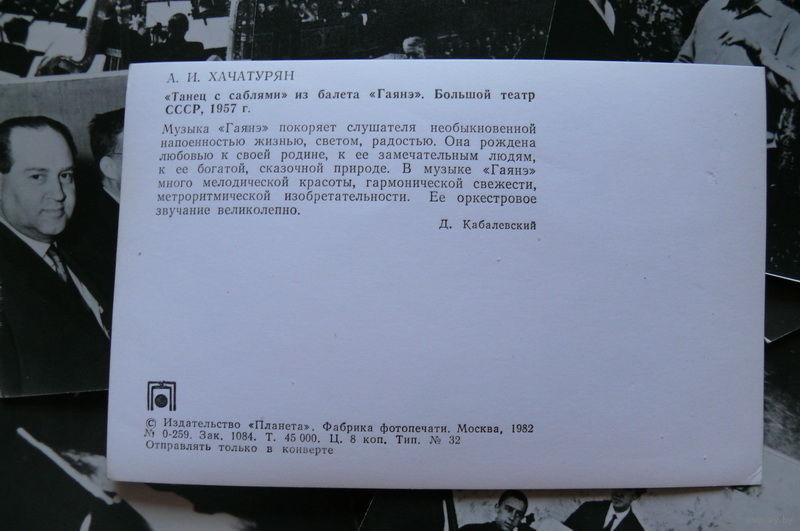 А. И. ХАЧАТУРЯН
«Танец с саблями» из балета «Гаянэ». Большой театр
СССР, 1957 г.
Музыка «Гаянэ» покоряет слушателя необыкновенной
напоенностью жизнью, светом, радостью. Она рождена
любовью к своей родине, к ее замечательным людям,
к ее богатой, сказочной природе. В музыке «Гаянэ»
много мелодической красоты, гармонической свежести,
метроритмической изобретательности. Ее оркестровое
звучание великолепно.
Д. Кабалевский
© Издательство «Планета». Фабрика фотопечати. Москва, 1982
№ 0-259. Зак. 1084. Т. 45 000. Ц. 8 коп. Тип. № 32
Отправлять только в конверте